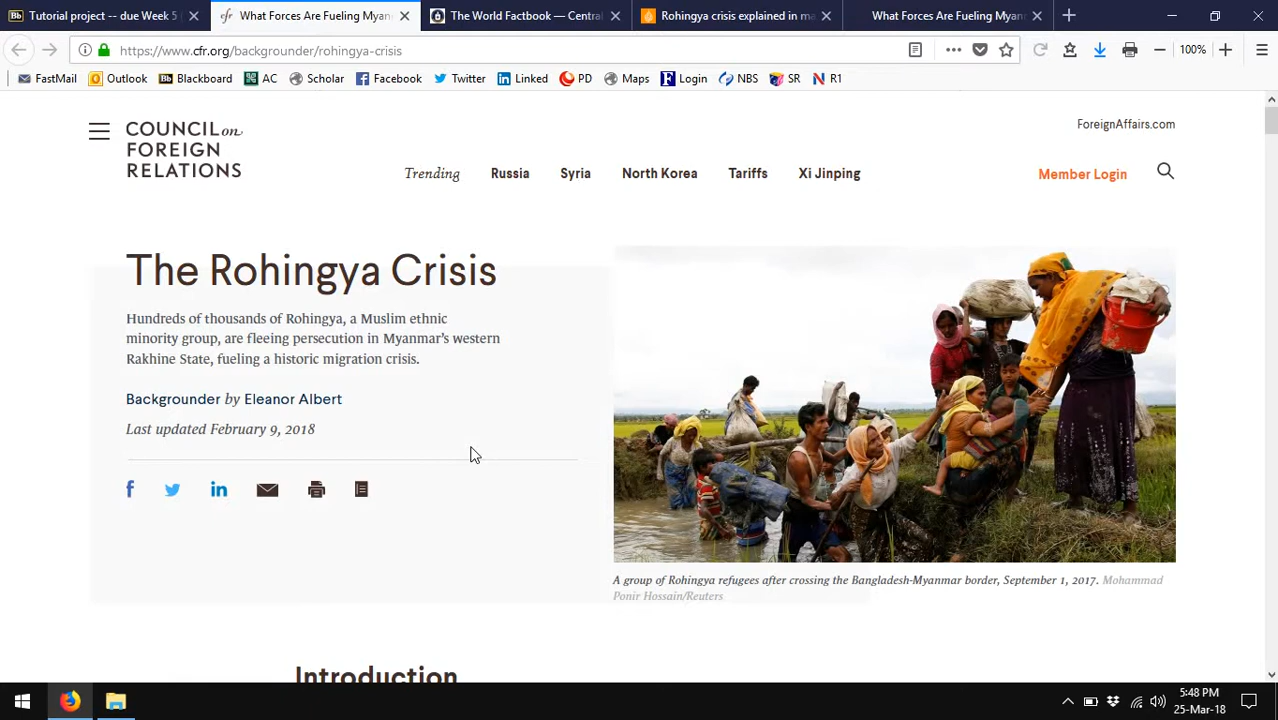 Tutorial project -- due Week 5
What Forces Are Fueling Myan
The World Factbook — Central
Rohingya crisis explained in ma
What Forces Are Fueling Myan
https://www.cfr.org/backgrounder/rohingya-crisis
100%
FastMail
Outlook
Blackboard
AC
Scholar
Facebook
Twitter
Linked
PD
Maps
Login
NBS
SR
R1
COUNCIL on
FOREIGN
RELATIONS
ForeignAffairs.com
Trending
Russia
Syria
North Korea
Tariffs
Xi Jinping
Member Login
The Rohingya Crisis
Hundreds of thousands of Rohingya, a Muslim ethnic
minority group, are fleeing persecution in Myanmar's western
Rakhine State, fueling a historic migration crisis.
Backgrounder by Eleanor Albert
Last updated February 9, 2018
A group of Rohingya refugees after crossing the Bangladesh-Myanmar border, September 1, 2017. Mohammad
Ponir Hossain/Reuters
Introduction
5:48 PM
25-Mar-18